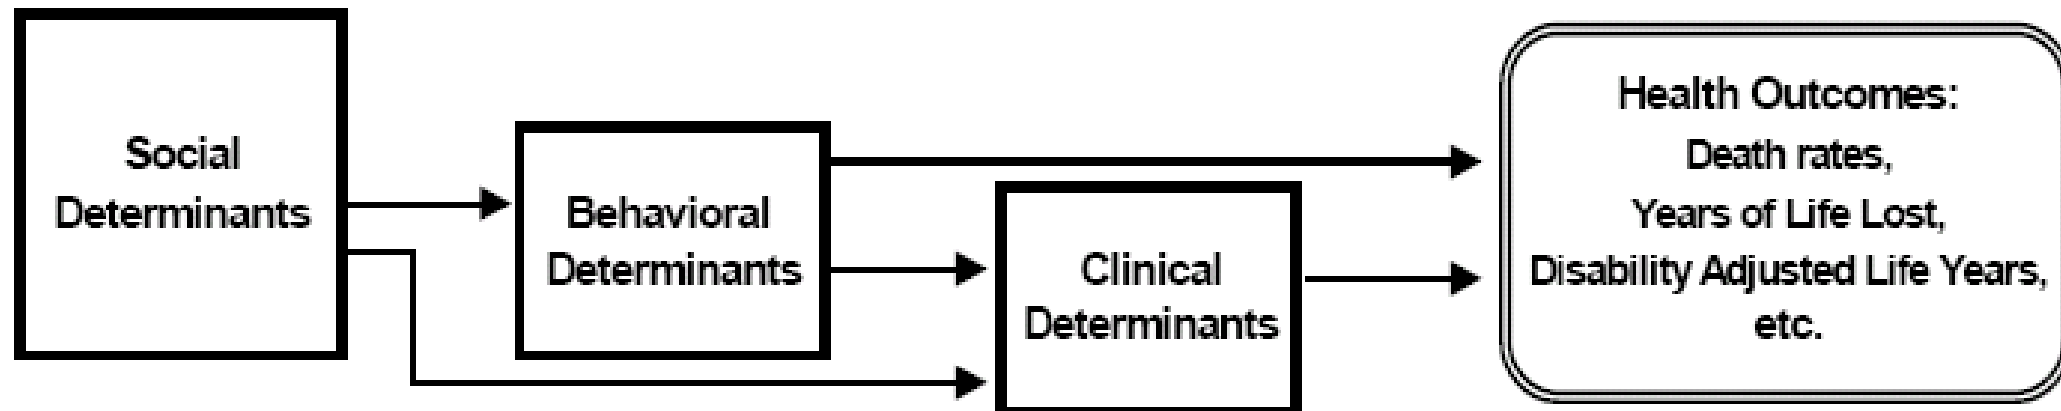 Social
Determinants
Behavioral
Determinants
Clinical
Determinants
Health Outcomes:
Death rates,
Years of Life Lost,
Disability Adjusted Life Years,
etc.